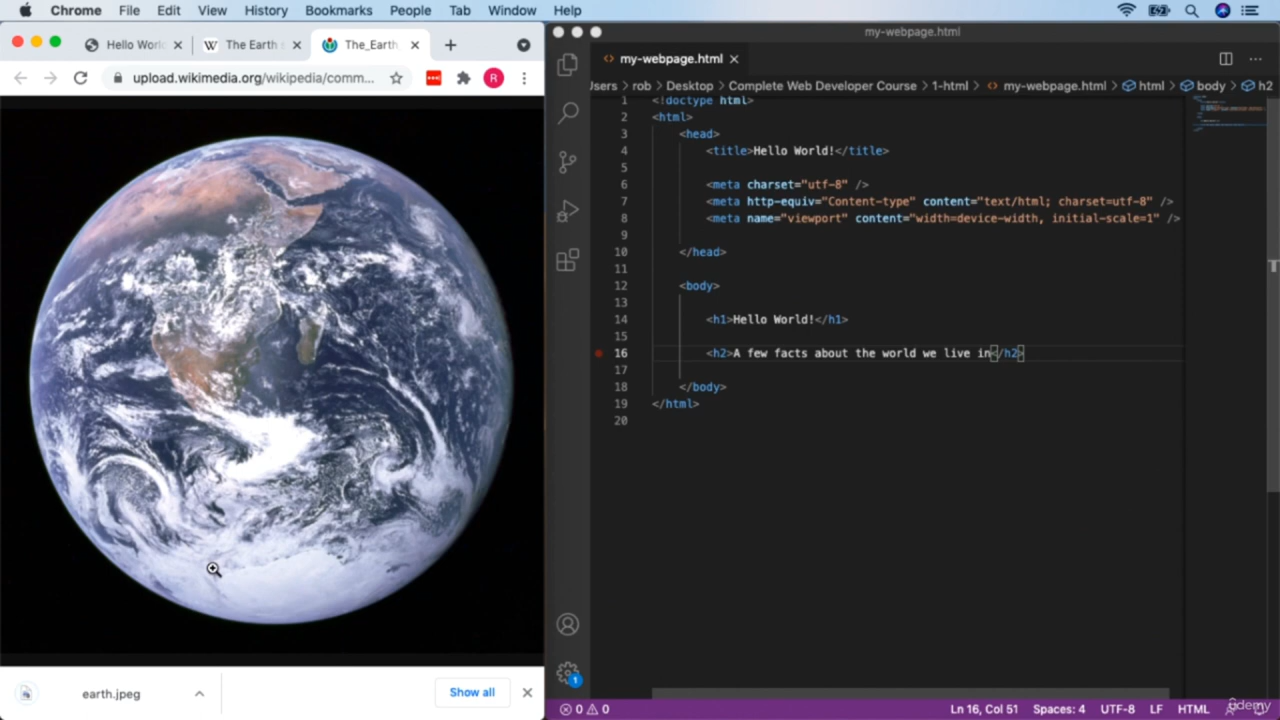 Chrome File Edit View History Bookmarks People Tab Window Help
Hello Worl
The Earth s
The_Earth
upload.wikimedia.org/wikipedia/comm...
R
earth.jpeg
Show all
my-webpage.html
my-webpage.html
Users > rob > Desktop > Complete Web Developer Course > 1-html > my-webpage.html > html > body > h2
1 <!doctype html>
2 <html>
3 <head>
4 <title>Hello World!</title>
5
6 <meta charset="utf-8" />
7 <meta http-equiv="Content-type" content="text/html; charset=utf-8" />
8 <meta name="viewport" content="width=device-width, initial-scale=1" />
9
10 </head>
11
12 <body>
13
14 <h1>Hello World!</h1>
15
16 <h2>A few facts about the world we live in</h2>
17
18 </body>
19 </html>
20
1
0 0 Ln 16, Col 51 Spaces: 4 UTF-8 LF HTML
udemy